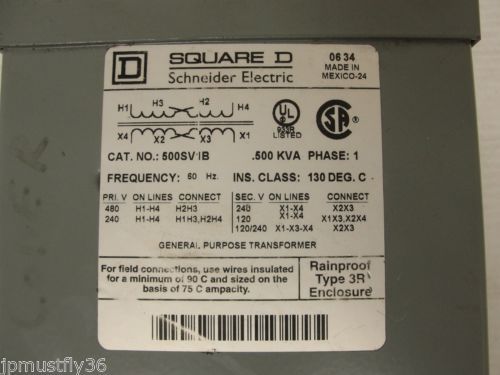 D SQUARE D
Schneider Electric
06 34
MADE IN
MEXICO-24
H1 H3 H2 H4
X4 X2 X3 X1
UL
933R
LISTED
SA
CAT. NO.: 500SV1B .500 KVA PHASE: 1
FREQUENCY: 60 Hz. INS. CLASS: 130 DEG. C
PRI. V ON LINES CONNECT
480 H1-H4 H2H3
240 H1-H4 H1H3,H2H4
SEC. V ON LINES CONNECT
240 X1-X4 X2X3
120 X1-X4 X1X3,X2X4
120/240 X1-X3-X4 X2X3
GENERAL PURPOSE TRANSFORMER
For field connections, use wires insulated
for a minimum of 90 C and sized on the
basis of 75 C ampacity.
Rainproof
Type 3R
Enclosure
jpmustfly36